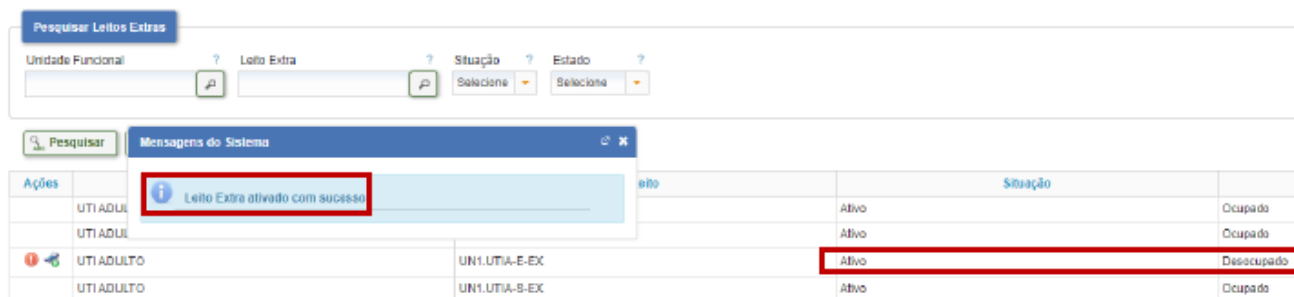 Pesquisar Leitos Extras
Unidade Funcional ? Leito Extra ? Situação ? Estado ?
Selecione Selecione
Pesquisar
Mensagens do Sistema
Leito Extra ativado com sucesso
Ações eito Situação
UTI ADUL Ativo Ocupado
UTI ADUL Ativo Ocupado
UTI ADULTO UN1.UTIA-E-EX Ativo Desocupado
UTI ADULTO UN1.UTIA-S-EX Ativo Ocupado